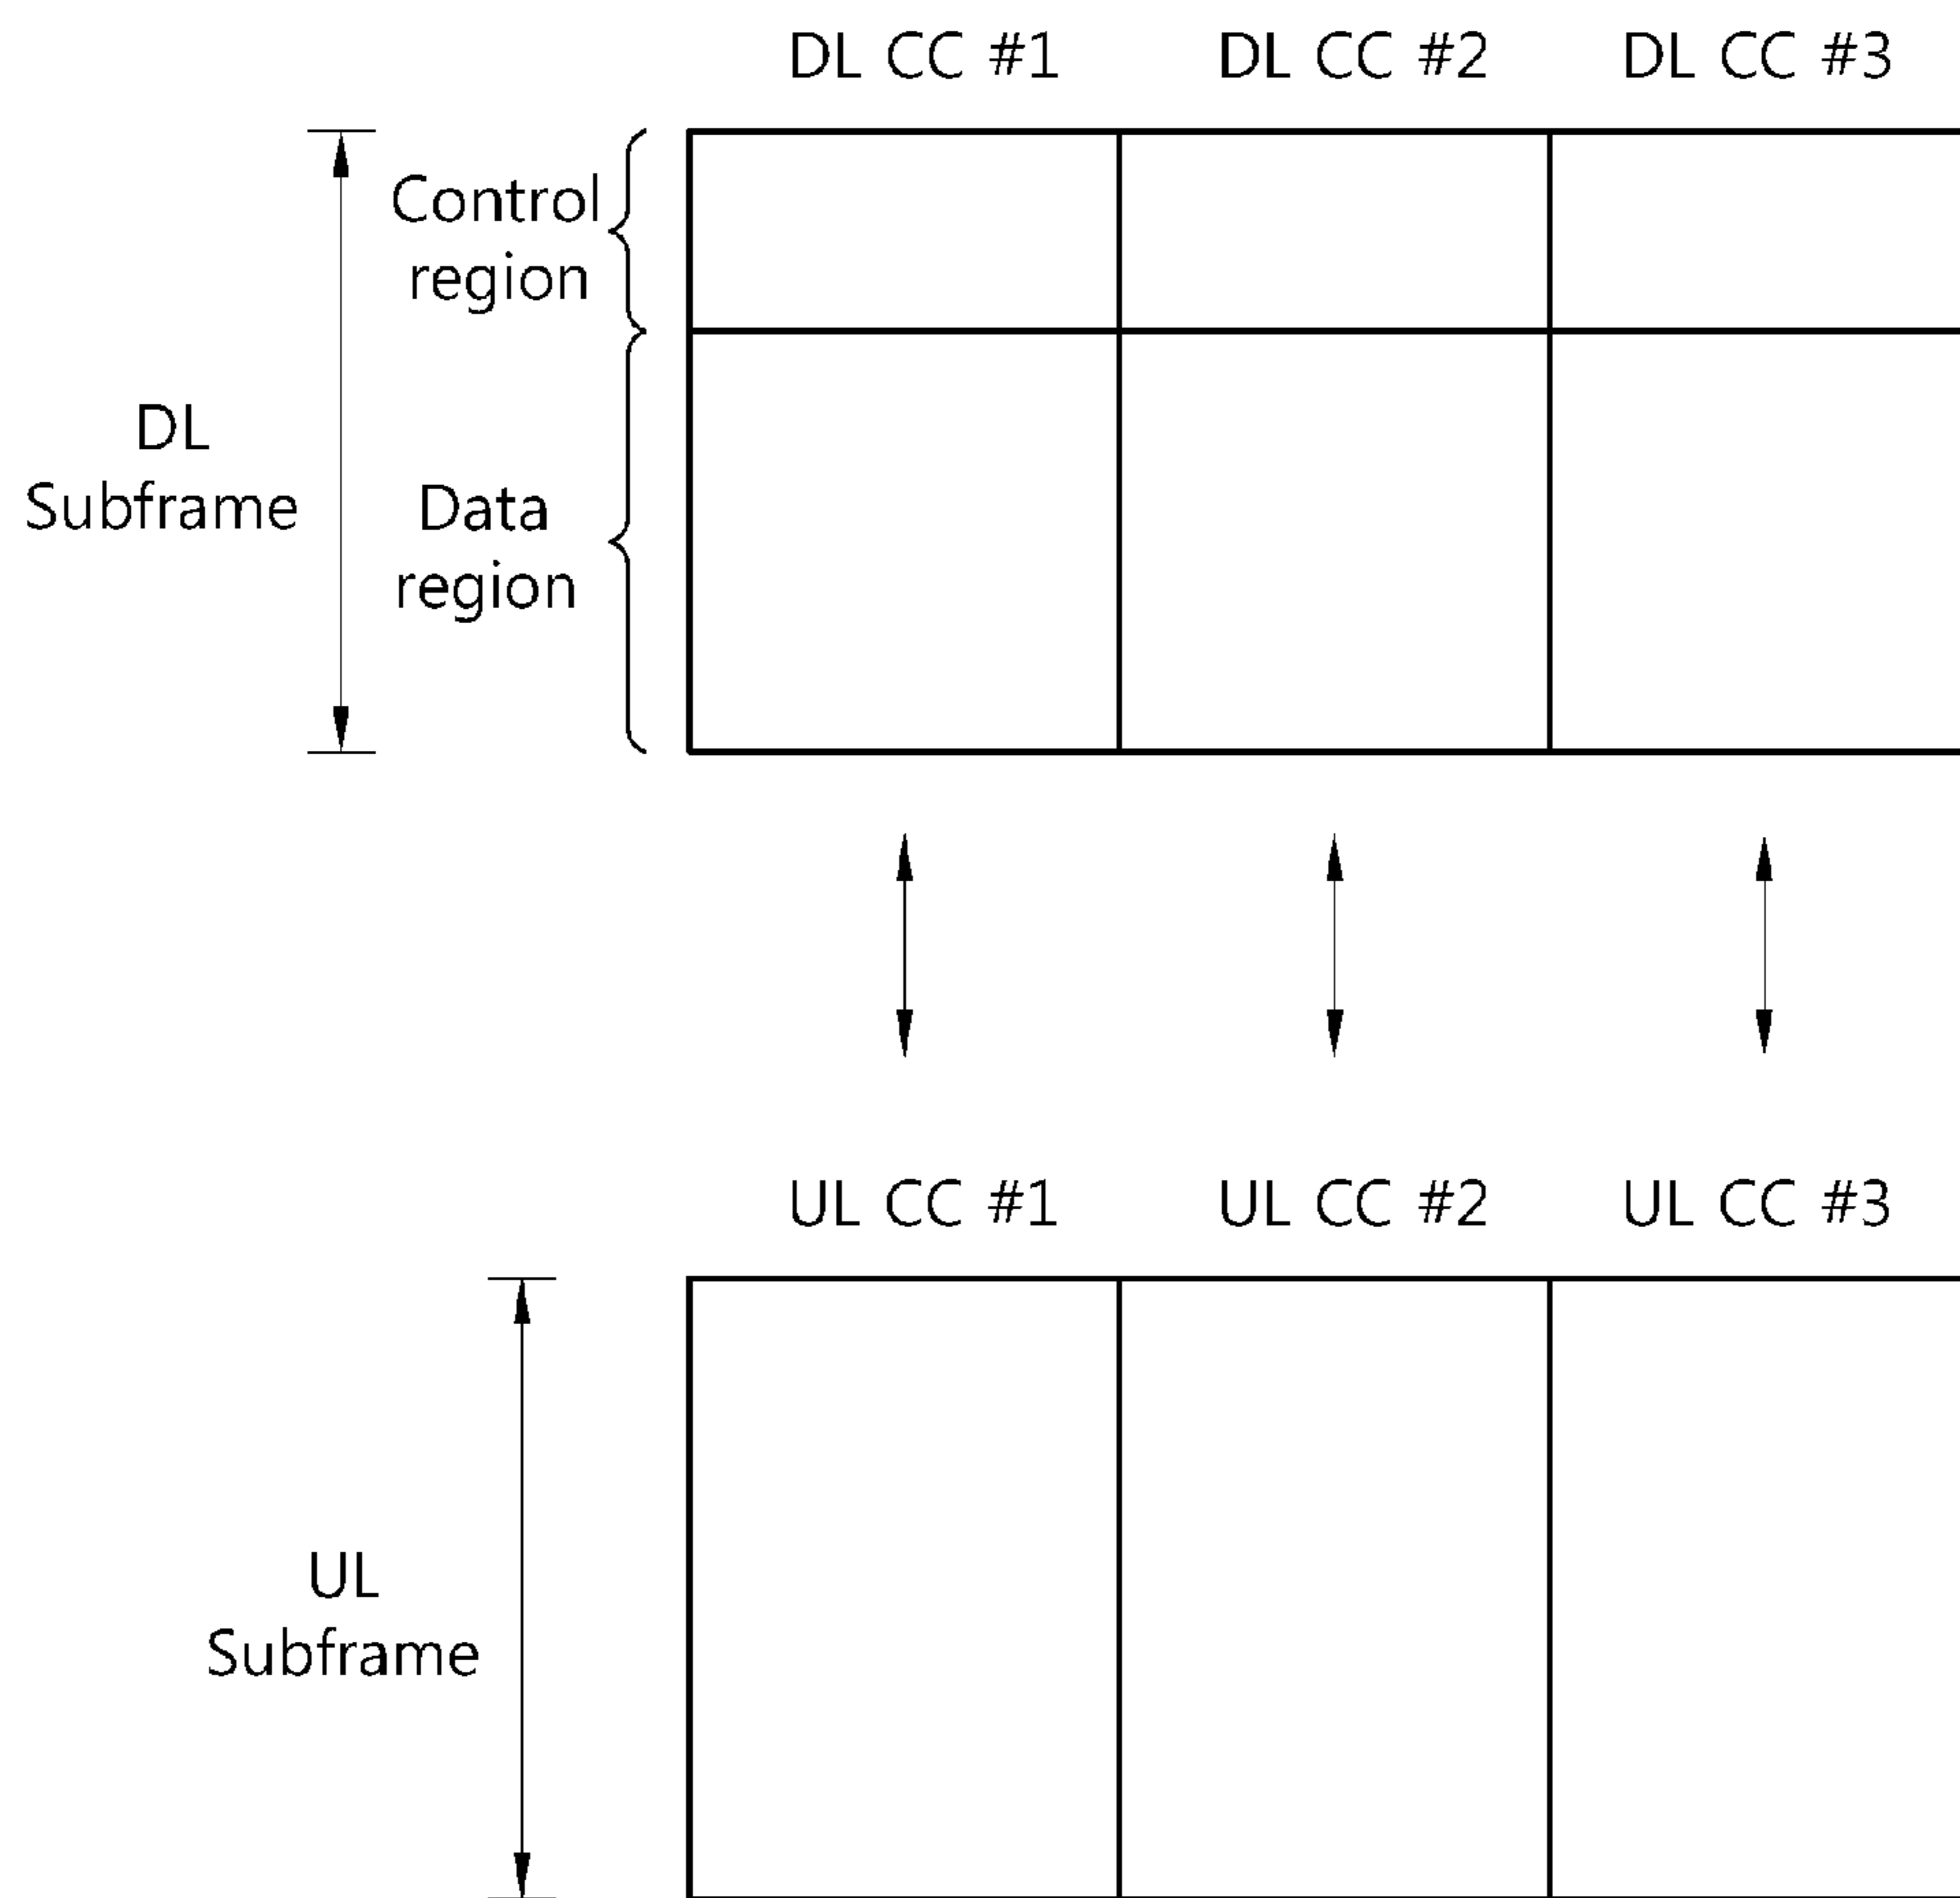 DL CC #1 DL CC #2 DL CC #3
Control
region
DL
Subframe
Data
region
UL CC #1 UL CC #2 UL CC #3
UL
Subframe